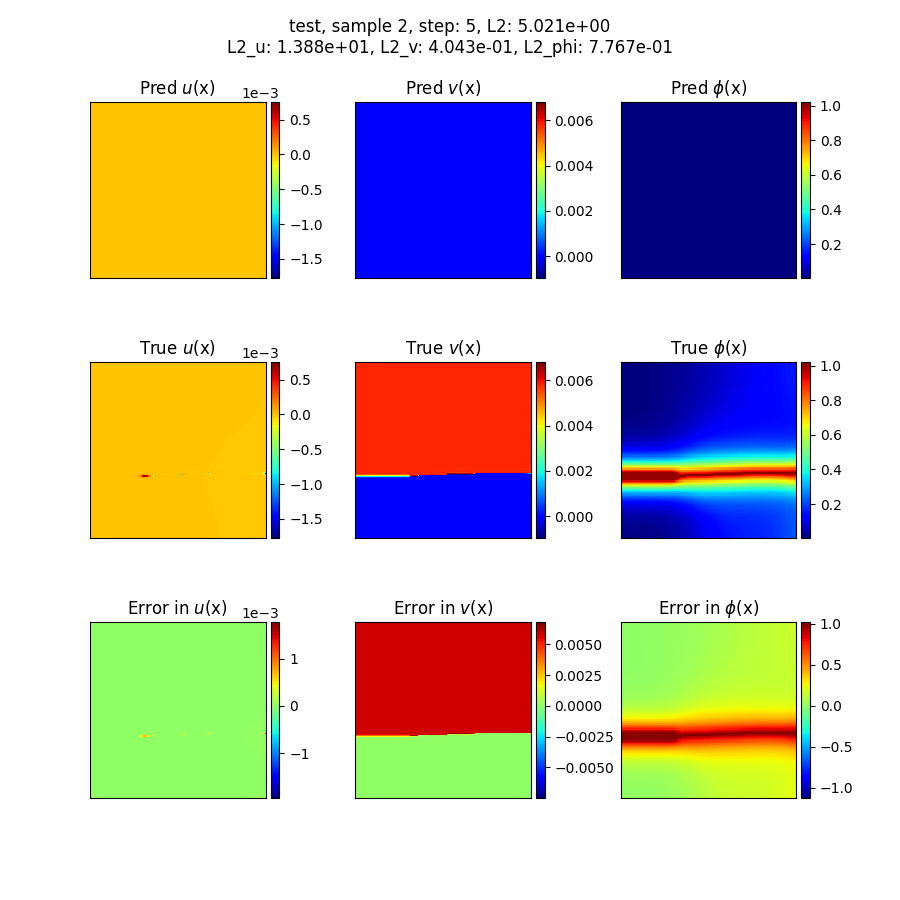 test, sample 2, step: 5, L2: 5.021e+00
L2_u: 1.388e+01, L2_v: 4.043e-01, L2_phi: 7.767e-01
Pred u(x)
1e−3
0.5
0.0
−0.5
−1.0
−1.5
Pred v(x)
0.006
0.004
0.002
0.000
Pred ϕ(x)
1.0
0.8
0.6
0.4
0.2
True u(x)
1e−3
0.5
0.0
−0.5
−1.0
−1.5
True v(x)
0.006
0.004
0.002
0.000
True ϕ(x)
1.0
0.8
0.6
0.4
0.2
Error in u(x)
1e−3
1
0
−1
Error in v(x)
0.0050
0.0025
0.0000
−0.0025
−0.0050
Error in ϕ(x)
1.0
0.5
0.0
−0.5
−1.0